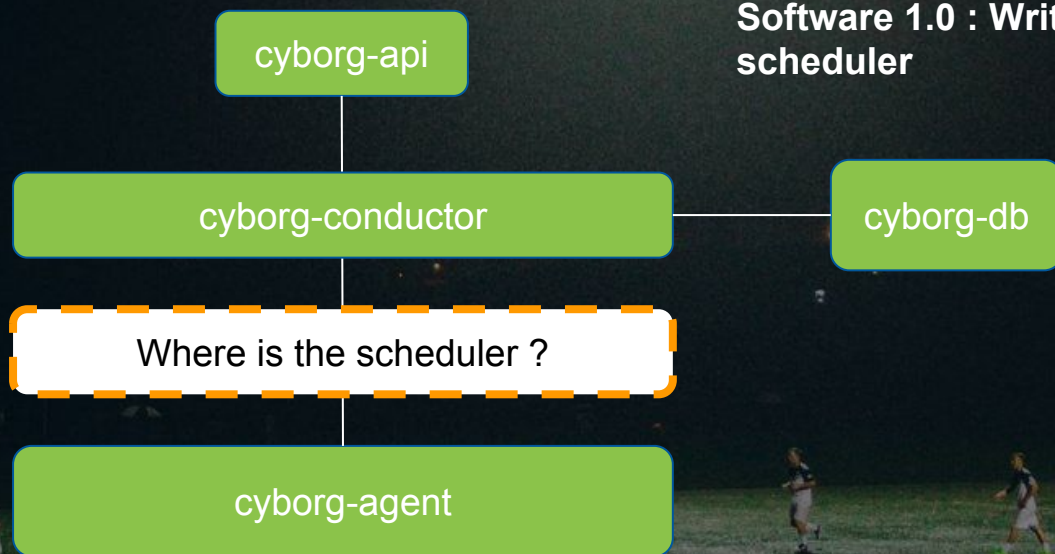 cyborg-api
Software 1.0 : Writ
scheduler
cyborg-conductor
cyborg-db
Where is the scheduler ?
cyborg-agent